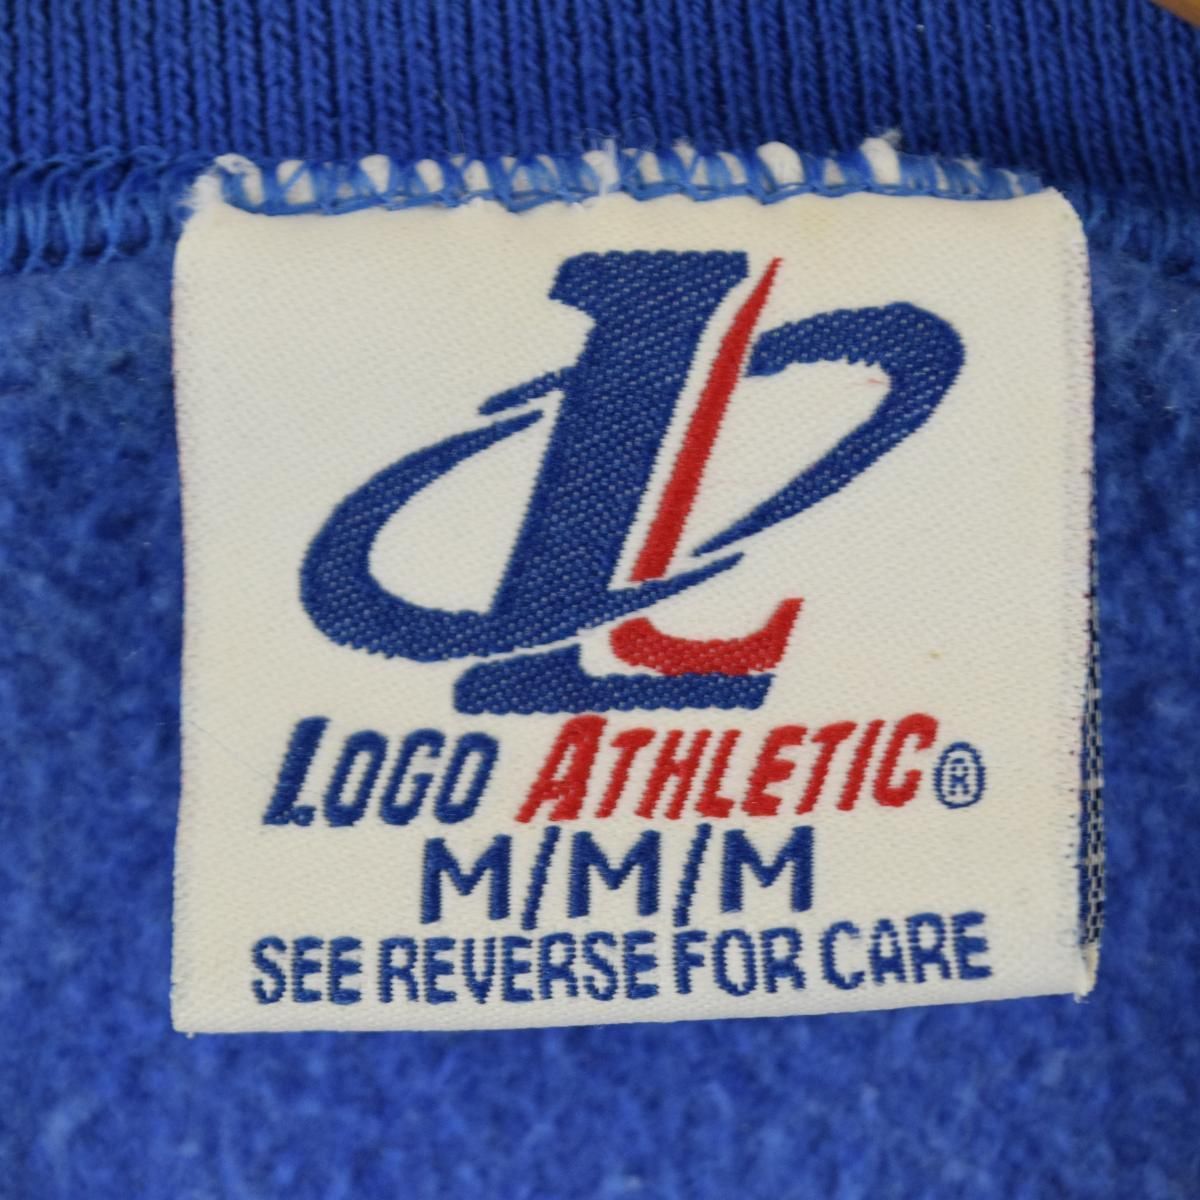 L
LOGO ATHLETIC®
M/M/M
SEE REVERSE FOR CARE